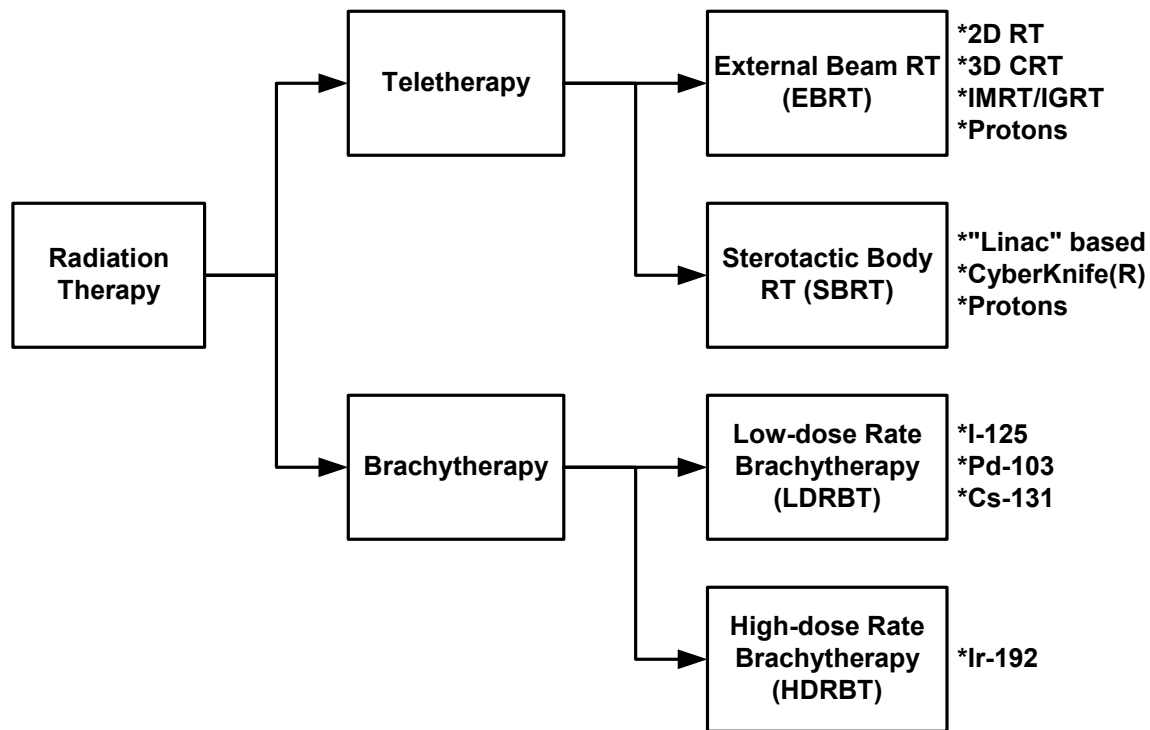 Radiation
Therapy
Teletherapy
External Beam RT
(EBRT)
*2D RT
*3D CRT
*IMRT/IGRT
*Protons
Sterotactic Body
RT (SBRT)
*"Linac" based
*CyberKnife(R)
*Protons
Brachytherapy
Low-dose Rate
Brachytherapy
(LDRBT)
*I-125
*Pd-103
*Cs-131
High-dose Rate
Brachytherapy
(HDRBT)
*Ir-192